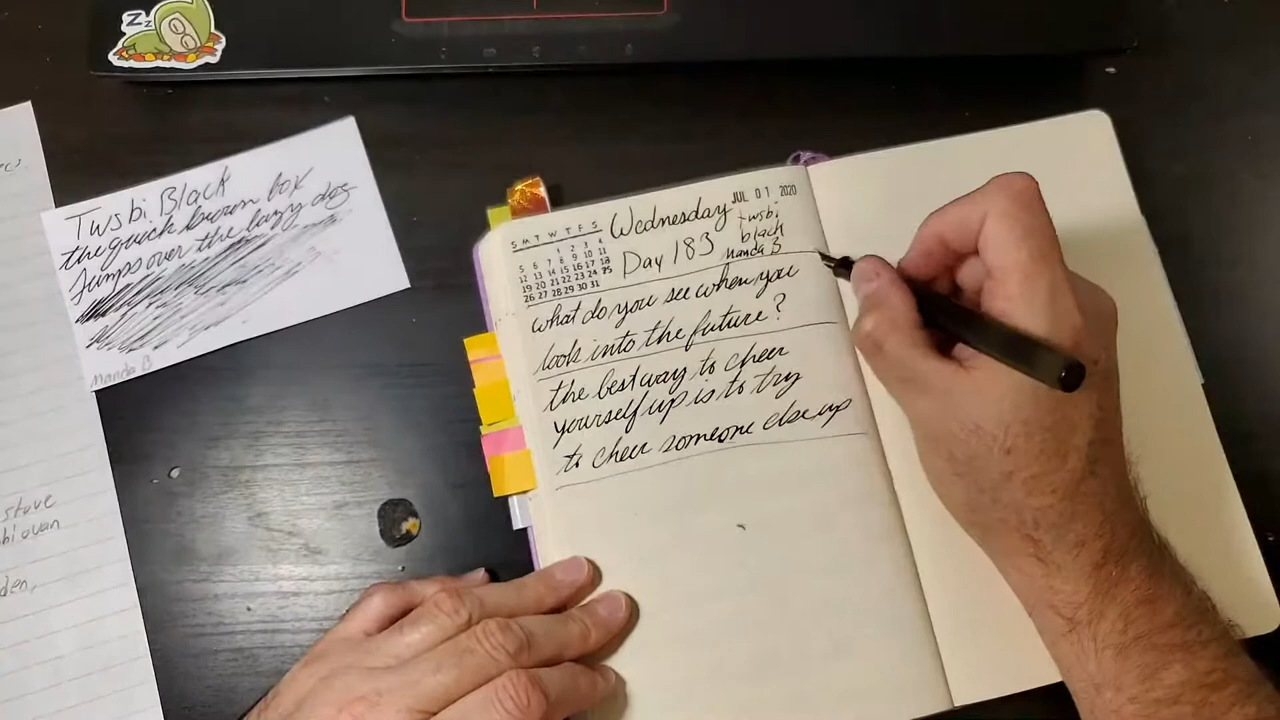 Zz
Twsbi Black
the quick brown box
Jumps over the lazy dog
Manda B
stove
den,
S M T W T F S
1 2 3 4
5 6 7 8 9 10 11
12 13 14 15 16 17 18
19 20 21 22 23 24 25
26 27 28 29 30 31
Wednesday
JUL 01 2020
Day 183
twsbi
black
Manda B
what do you see when you
look into the future?
the best way to cheer
yourself up is to try
to cheer someone else up